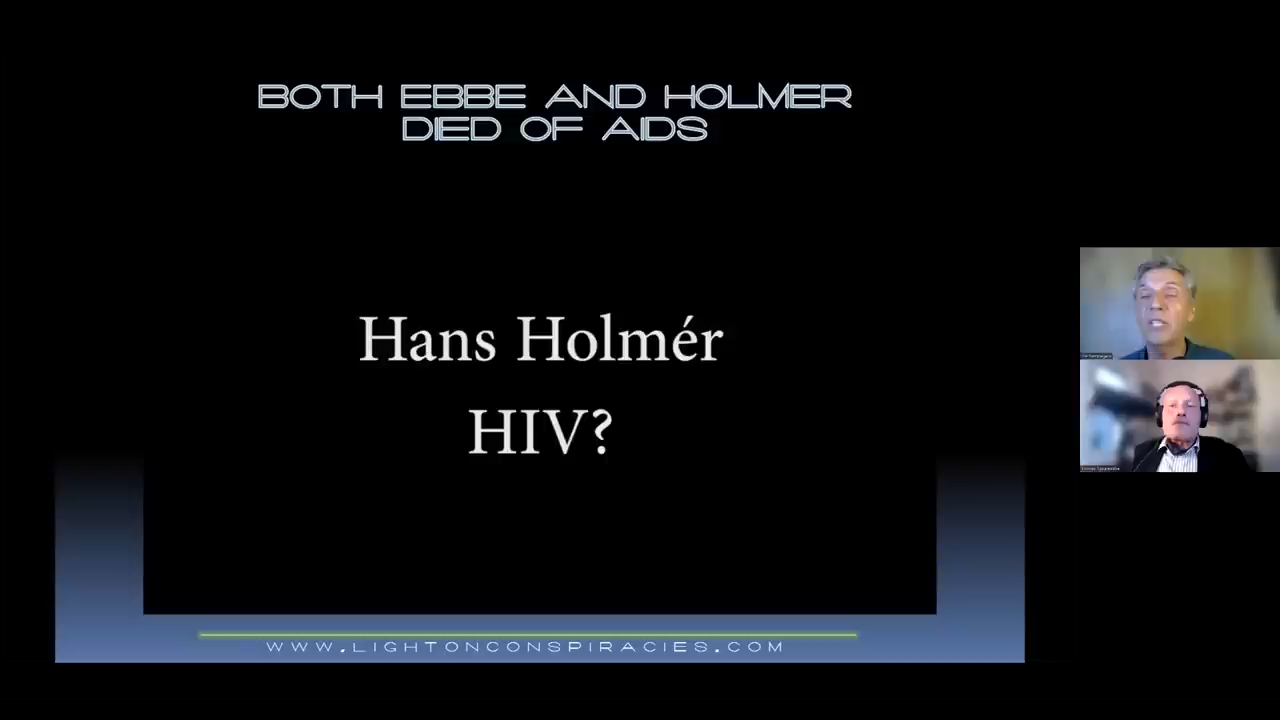 BOTH EBBE AND HOLMER
DIED OF AIDS
Hans Holmér
HIV?
WWW.LIGHTONCONSPIRACIES.COM